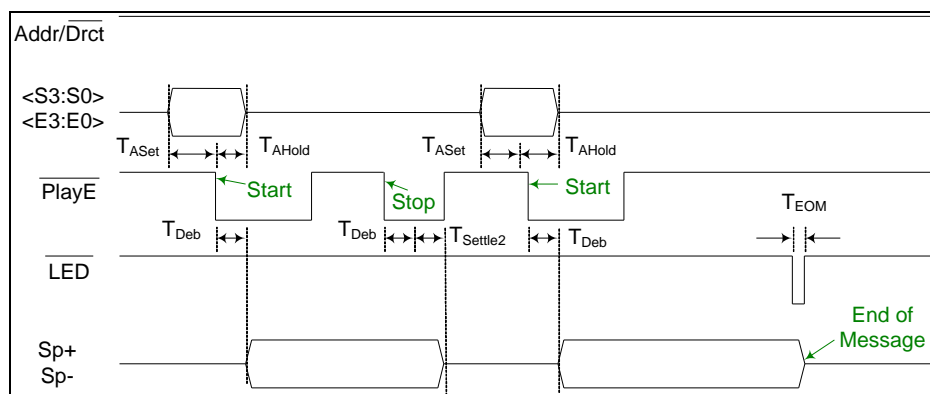 Addr/Drct
<S3:S0>
<E3:E0>
TASet
TAHold
TASet
TAHold
PlayE
Start
Stop
Start
TEOM
TDeb
TDeb
TSettle2
TDeb
LED
End of
Message
Sp+
Sp-